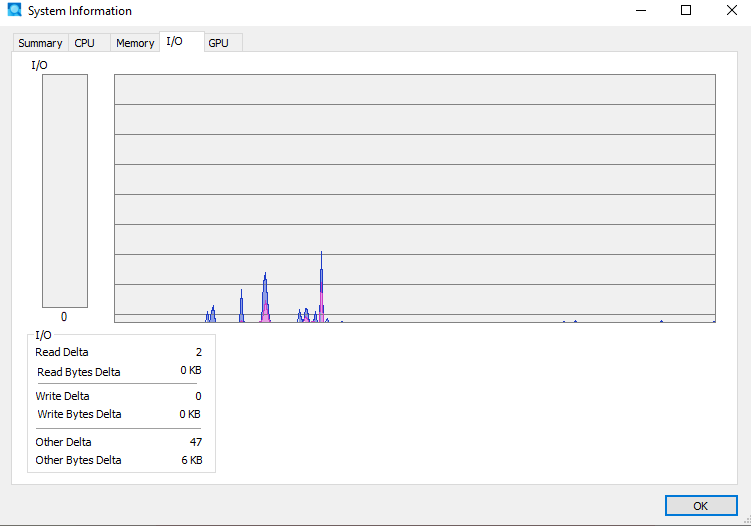 System Information
Summary CPU Memory I/O GPU
I/O
0
I/O
Read Delta 2
Read Bytes Delta 0 KB
Write Delta 0
Write Bytes Delta 0 KB
Other Delta 47
Other Bytes Delta 6 KB
OK